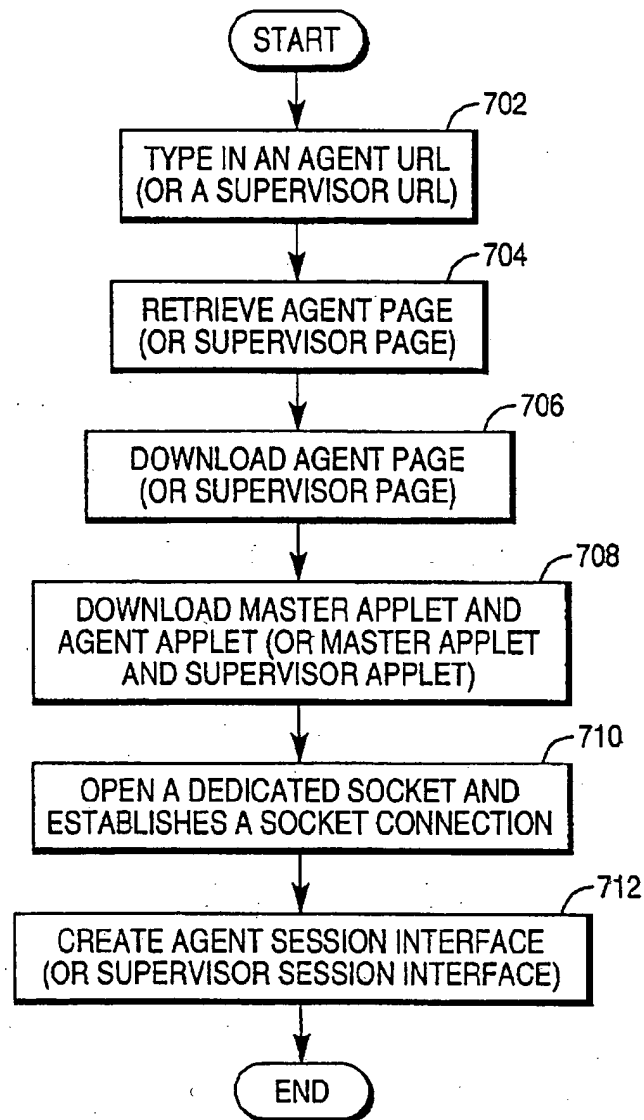 START
702
TYPE IN AN AGENT URL
(OR A SUPERVISOR URL)
704
RETRIEVE AGENT PAGE
(OR SUPERVISOR PAGE)
706
DOWNLOAD AGENT PAGE
(OR SUPERVISOR PAGE)
708
DOWNLOAD MASTER APPLET AND
AGENT APPLET (OR MASTER APPLET
AND SUPERVISOR APPLET)
710
OPEN A DEDICATED SOCKET AND
ESTABLISHES A SOCKET CONNECTION
712
CREATE AGENT SESSION INTERFACE
(OR SUPERVISOR SESSION INTERFACE)
END